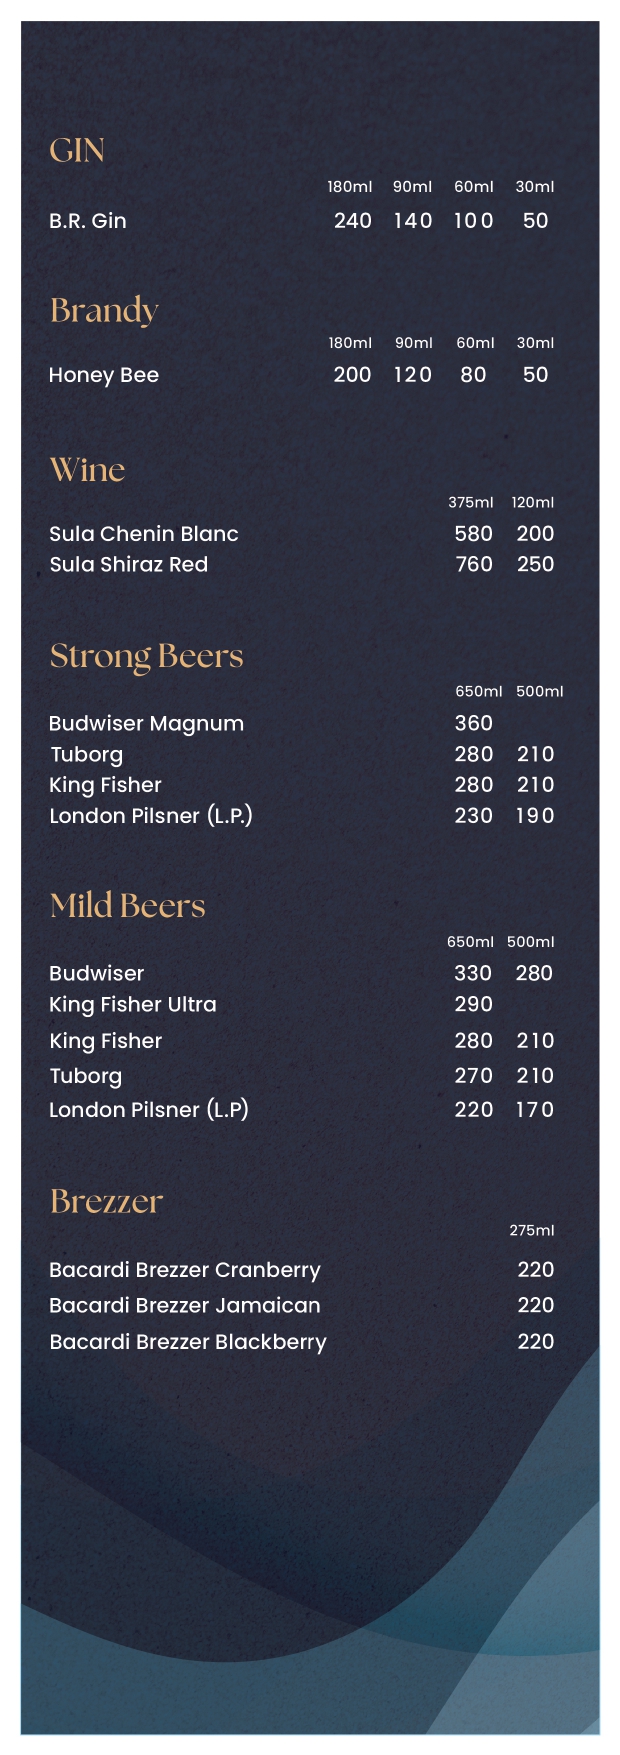 GIN
180ml 90ml 60ml 30ml
B.R. Gin 240 140 100 50
Brandy
180ml 90ml 60ml 30ml
Honey Bee 200 120 80 50
Wine
375ml 120ml
Sula Chenin Blanc 580 200
Sula Shiraz Red 760 250
Strong Beers
650ml 500ml
Budwiser Magnum 360
Tuborg 280 210
King Fisher 280 210
London Pilsner (L.P.) 230 190
Mild Beers
650ml 500ml
Budwiser 330 280
King Fisher Ultra 290
King Fisher 280 210
Tuborg 270 210
London Pilsner (L.P) 220 170
Brezzer
275ml
Bacardi Brezzer Cranberry 220
Bacardi Brezzer Jamaican 220
Bacardi Brezzer Blackberry 220